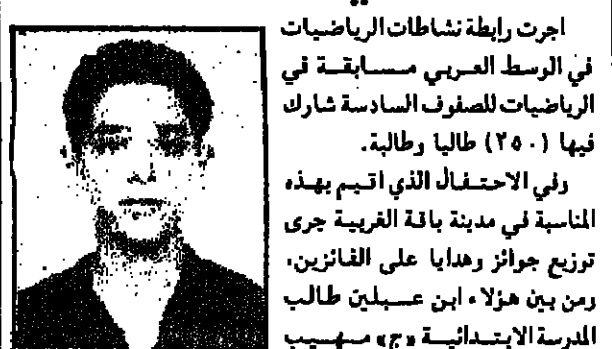 اجرت رابطة نشاطات الرياضيات
في الوسط العربي مسابقة في
الرياضيات للصفوف السادسة شارك
فيها (٢٥٠) طالبا وطالبة.
وفي الاحتفال الذي اقيم بهذه
المناسبة في مدينة باقة الغربية جرى
توزيع جوائز وهدايا على الفائزين،
ومن بين هؤلاء ابن عسبلين طالب
المدرسة الابتدائية «ج» مهيب